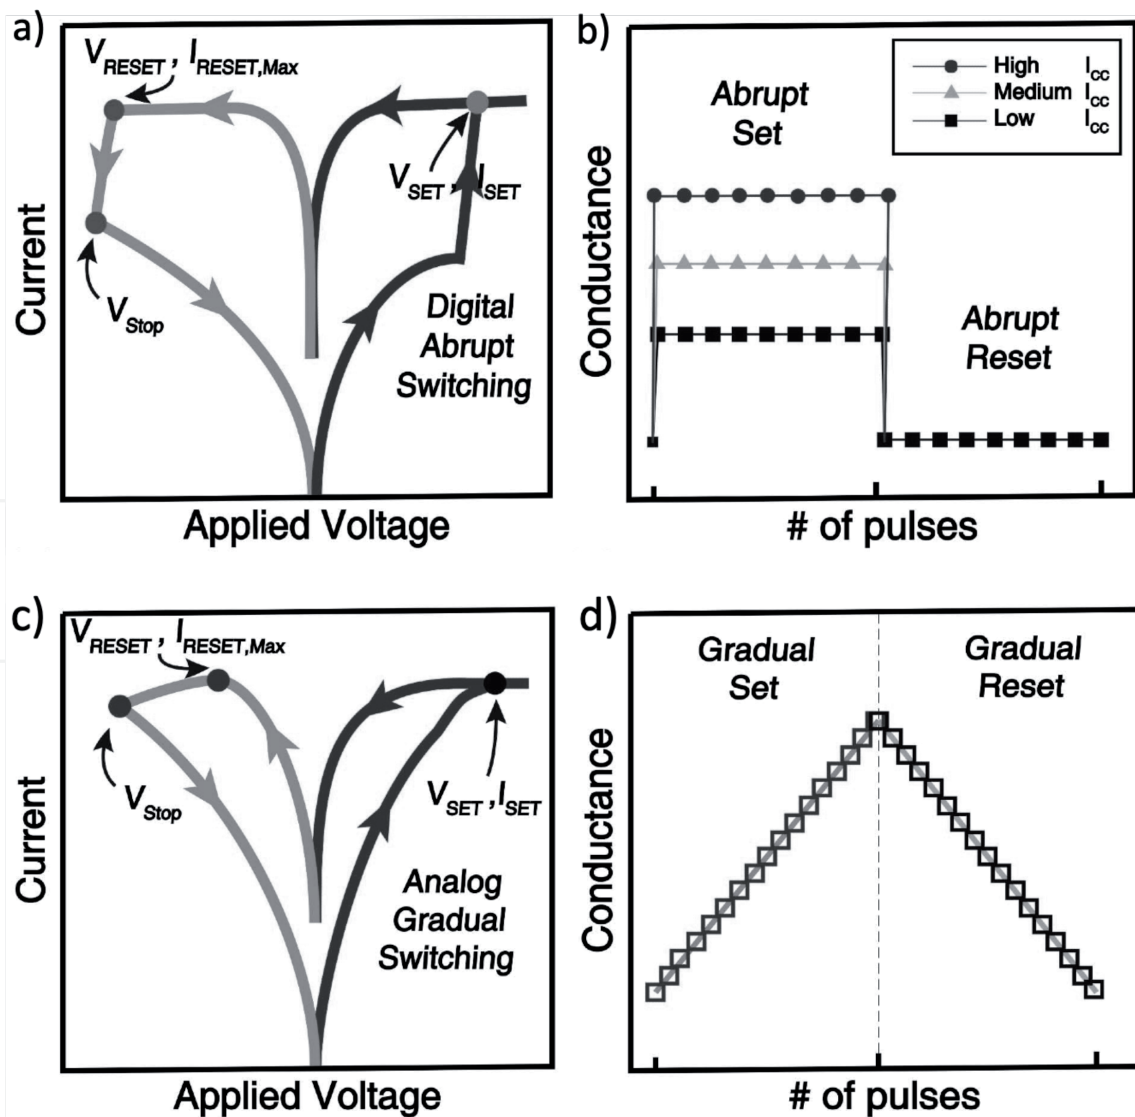 a)
V_RESET , I_RESET,Max
V_SET , I_SET
V_Stop
Digital
Abrupt
Switching
Current
Applied Voltage
b)
High I_CC
Medium I_CC
Low I_CC
Abrupt
Set
Abrupt
Reset
Conductance
# of pulses
c)
V_RESET , I_RESET,Max
V_Stop
V_SET , I_SET
Analog
Gradual
Switching
Current
Applied Voltage
d)
Gradual
Set
Gradual
Reset
Conductance
# of pulses